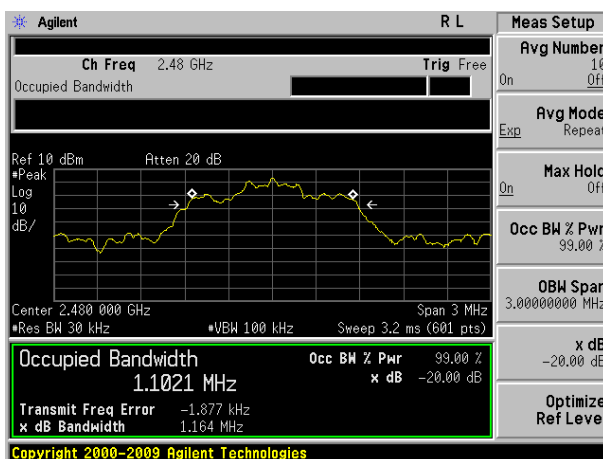 Agilent R L
Ch Freq 2.48 GHz Trig Free
Occupied Bandwidth
Ref 10 dBm Atten 20 dB
#Peak
Log
10
dB/
Center 2.480 000 GHz Span 3 MHz
#Res BW 30 kHz #VBW 100 kHz Sweep 3.2 ms (601 pts)
Occupied Bandwidth Occ BW % Pwr 99.00 %
1.1021 MHz x dB -20.00 dB
Transmit Freq Error -1.877 kHz
x dB Bandwidth 1.164 MHz
Copyright 2000-2009 Agilent Technologies
Meas Setup
Avg Number
10
On Off
Avg Mode
Exp Repeat
Max Hold
On Off
Occ BW % Pwr
99.00 %
OBW Span
3.00000000 MHz
x dB
-20.00 dB
Optimize
Ref Level